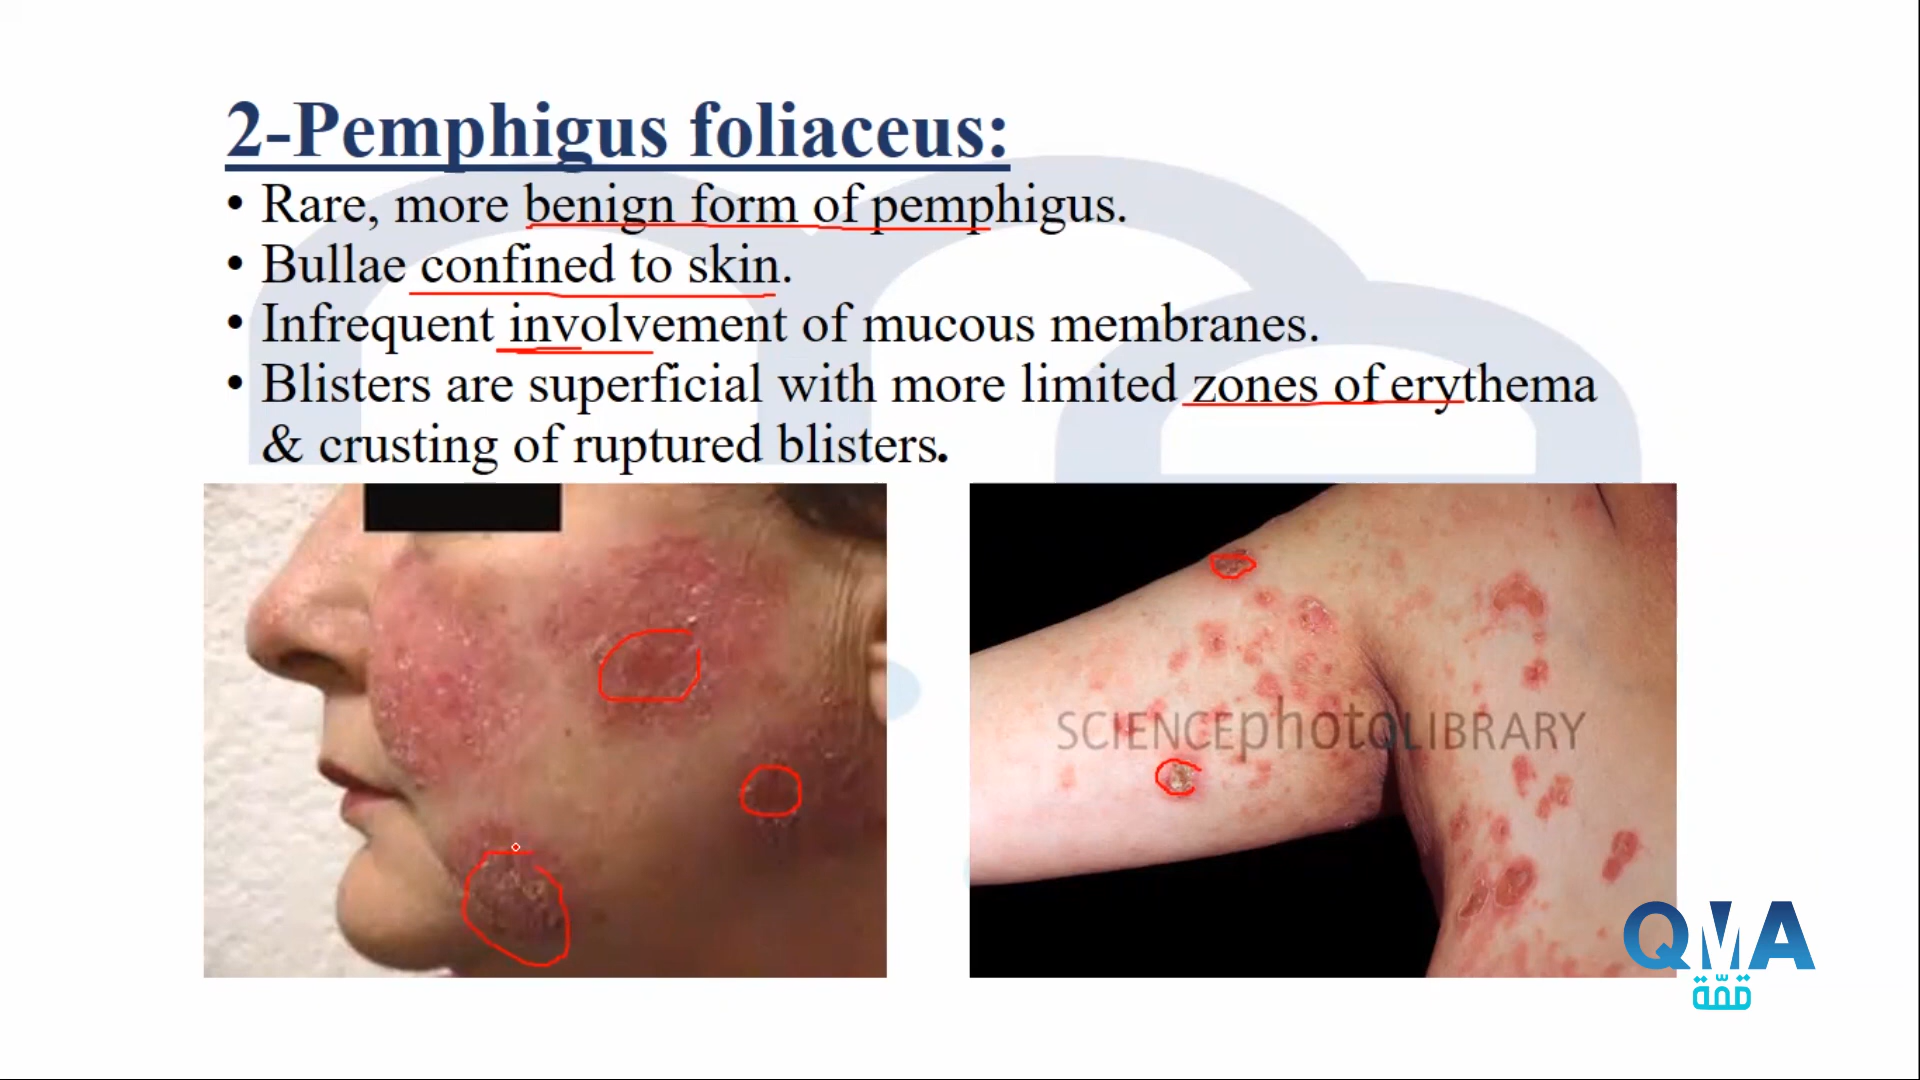 2-Pemphigus foliaceus:
• Rare, more benign form of pemphigus.
• Bullae confined to skin.
• Infrequent involvement of mucous membranes.
• Blisters are superficial with more limited zones of erythema
& crusting of ruptured blisters.
SCIENCEphotoLIBRARY
QMA
قمّة